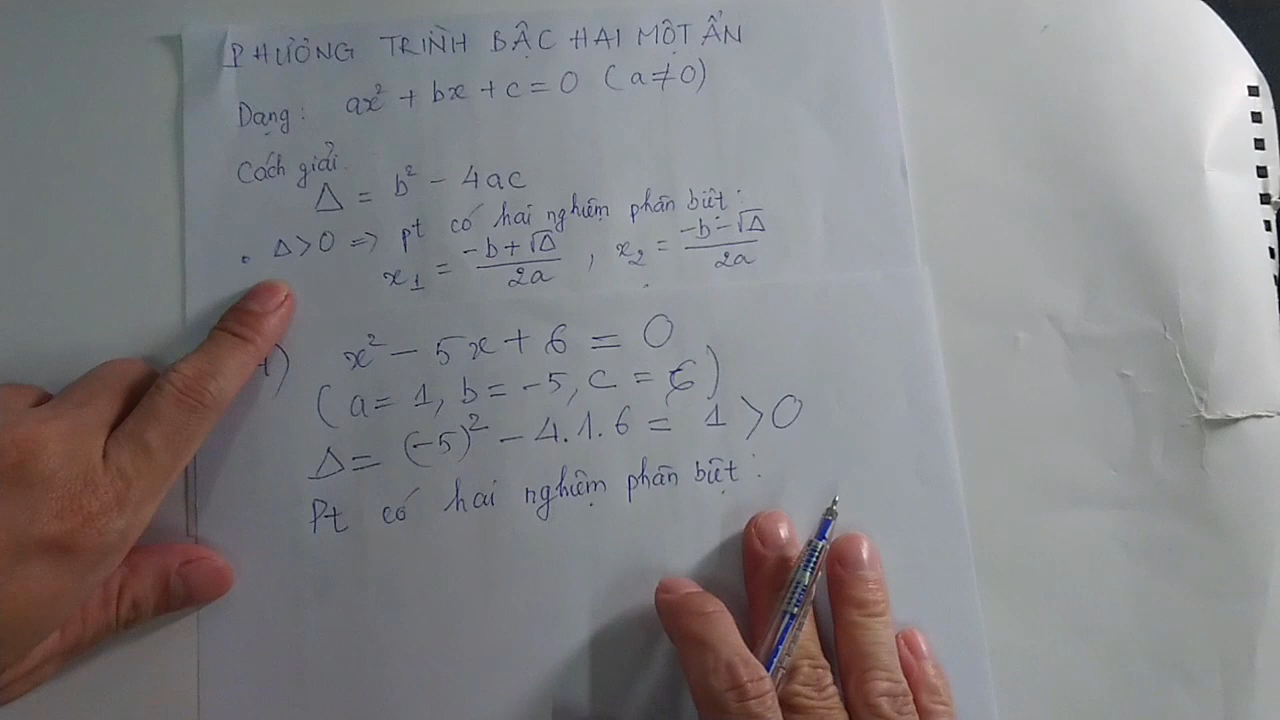 PHƯƠNG TRÌNH BẬC HAI MỘT ẨN
Dạng: ax² + bx + c = 0 (a ≠ 0)
Cách giải.
Δ = b² - 4ac
• Δ > 0 => pt có hai nghiệm phân biệt:
x₁ = (-b + √Δ)/2a , x₂ = (-b - √Δ)/2a
x² - 5x + 6 = 0
(a = 1, b = -5, c = 6)
Δ = (-5)² - 4.1.6 = 1 > 0
Pt có hai nghiệm phân biệt: